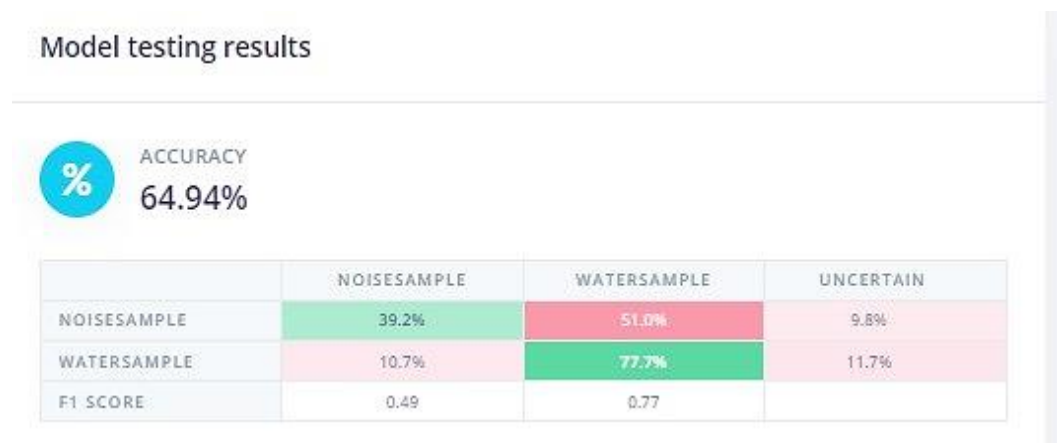 Model testing results
%
ACCURACY
64.94%
NOISESAMPLE WATERSAMPLE UNCERTAIN
NOISESAMPLE 39.2% 51.0% 9.8%
WATERSAMPLE 10.7% 77.7% 11.7%
F1 SCORE 0.49 0.77